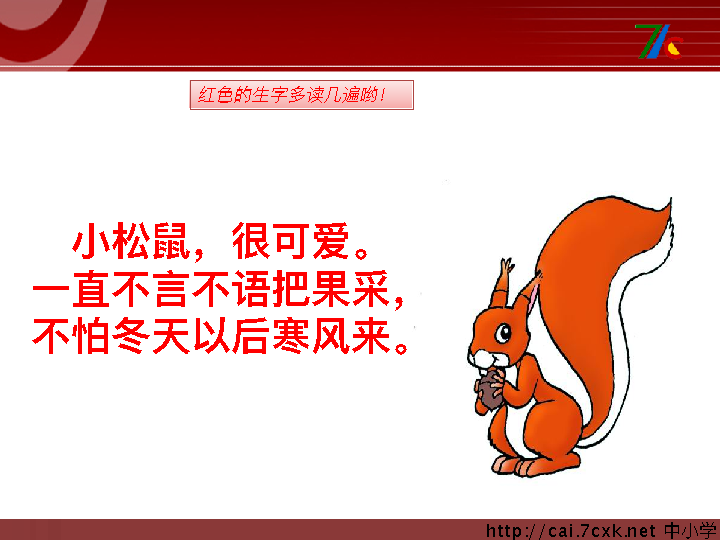 红色的生字多读几遍哟！
小松鼠，很可爱。
一直不言不语把果采，
不怕冬天以后寒风来。
http://cai.7cxk.net 中小学